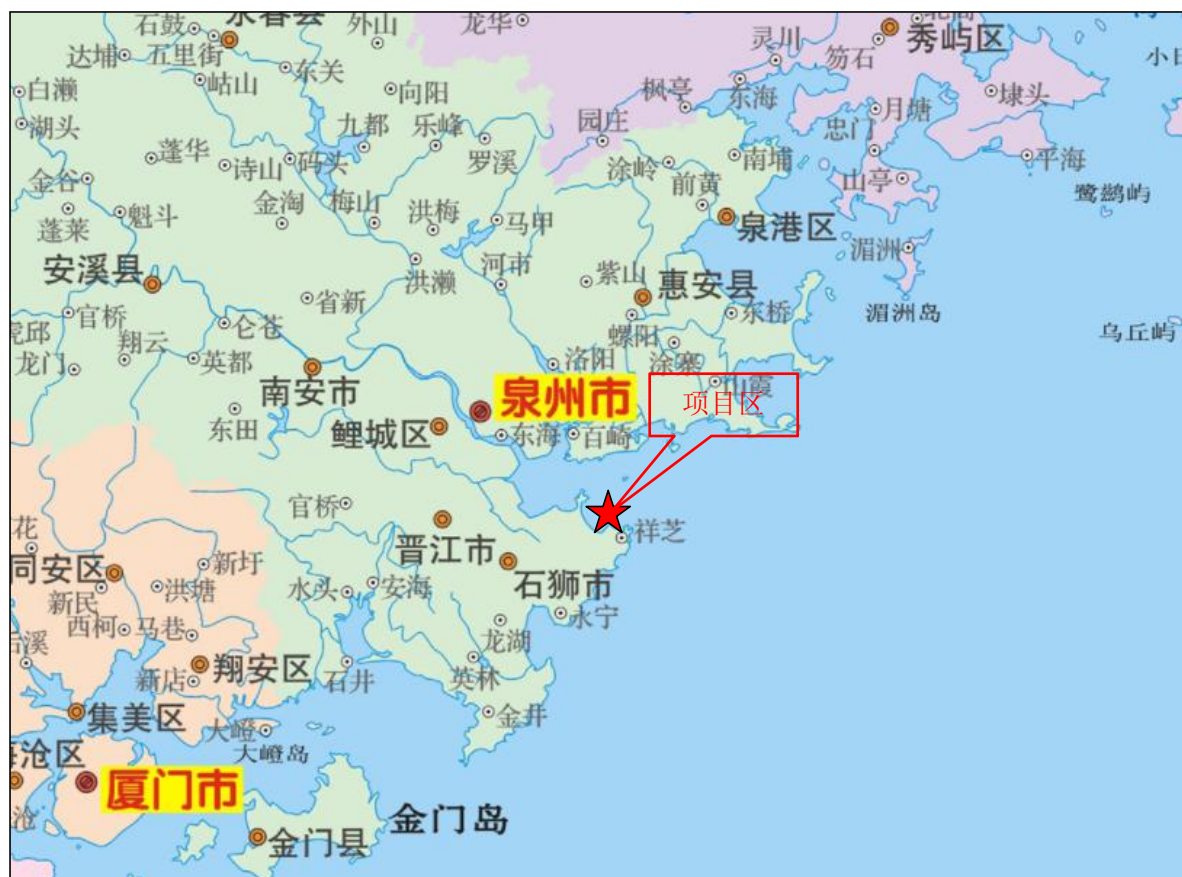 永春县
石鼓
五里街
达埔
岵山
东关
外山
龙华
向阳
九都
乐峰
罗溪
园庄
枫亭
灵川
东海
笏石
秀屿区
月塘
忠门
埭头
平海
山亭
鹭鹚屿
白濑
湖头
蓬华
诗山
码头
金谷
蓬莱
魁斗
金淘
梅山
洪梅
马甲
涂岭
前黄
南埔
泉港区
湄洲
湄洲岛
乌丘屿
安溪县
官桥
虎邱
龙门
翔云
仑苍
英都
省新
洪濑
河市
紫山
惠安县
东桥
螺阳
涂寨
山霞
洛阳
南安市
东田
鲤城区
泉州市
东海
百崎
项目区
官桥
晋江市
石狮市
祥芝
永宁
同安区
新民
洪塘
新圩
西柯
马巷
水头
安海
龙湖
英林
金井
石井
翔安区
新店
集美区
大嶝
大嶝岛
厦门市
金门县
金门岛